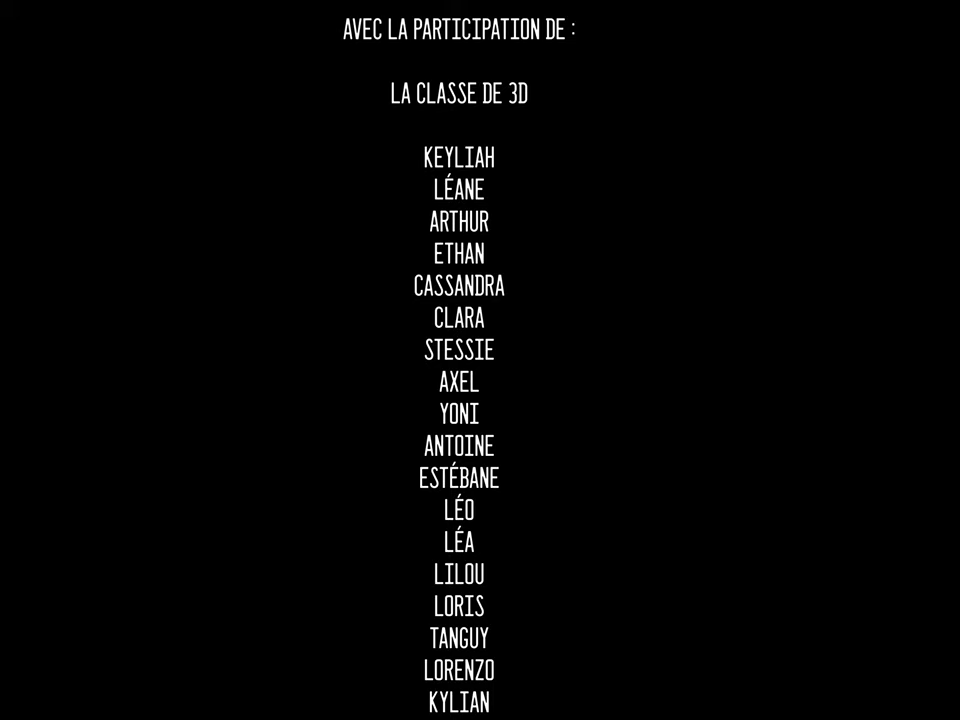 AVEC LA PARTICIPATION DE :
LA CLASSE DE 3D
KEYLIAH
LÉANE
ARTHUR
ETHAN
CASSANDRA
CLARA
STESSIE
AXEL
YONI
ANTOINE
ESTÉBANE
LÉO
LÉA
LILOU
LORIS
TANGUY
LORENZO
KYLIAN